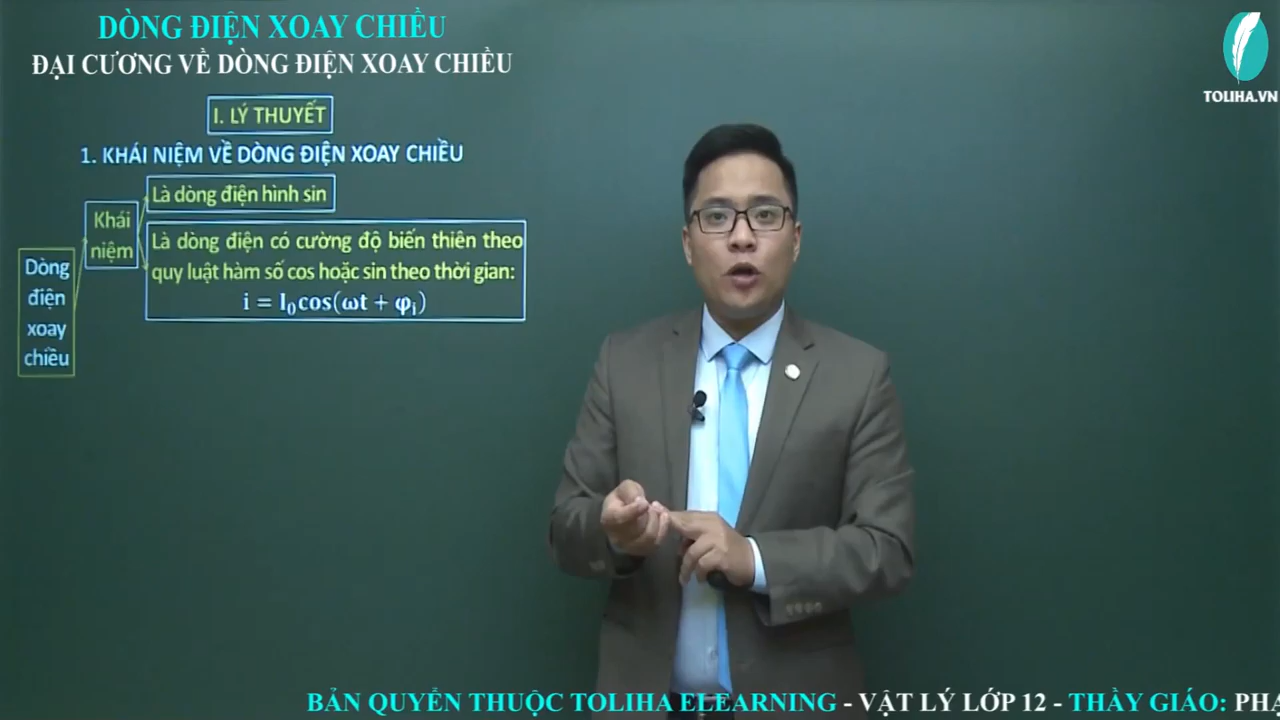 DÒNG ĐIỆN XOAY CHIỀU
ĐẠI CƯƠNG VỀ DÒNG ĐIỆN XOAY CHIỀU
TOLIHA.VN
I. LÝ THUYẾT
1. KHÁI NIỆM VỀ DÒNG ĐIỆN XOAY CHIỀU
Dòng
điện
xoay
chiều
Khái
niệm
Là dòng điện hình sin
Là dòng điện có cường độ biến thiên theo
quy luật hàm số cos hoặc sin theo thời gian:
i = I₀cos(ωt + φᵢ)
BẢN QUYỀN THUỘC TOLIHA ELEARNING - VẬT LÝ LỚP 12 - THẦY GIÁO: